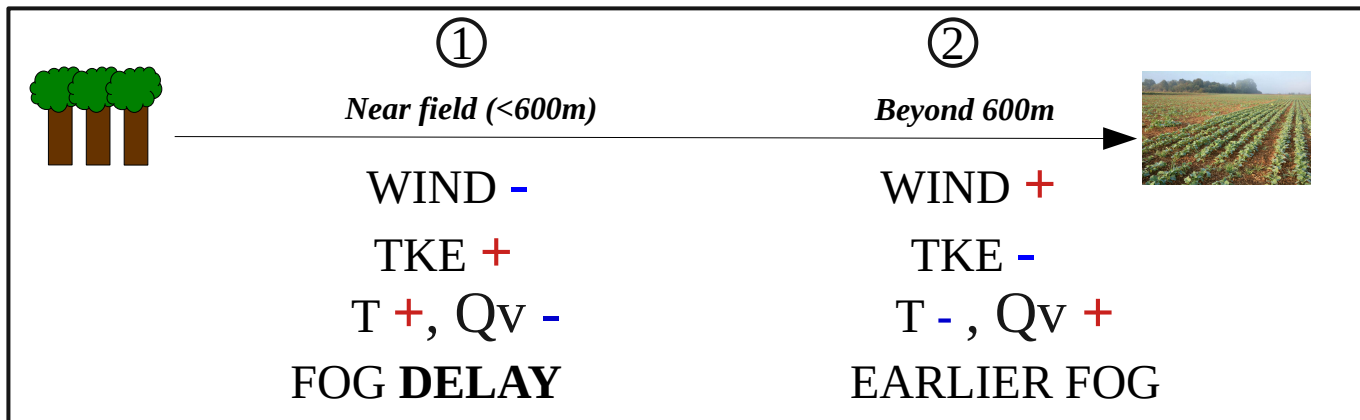 ① ②
Near field (<600m) Beyond 600m
WIND - WIND +
TKE + TKE -
T +, Qv - T - , Qv +
FOG DELAY EARLIER FOG